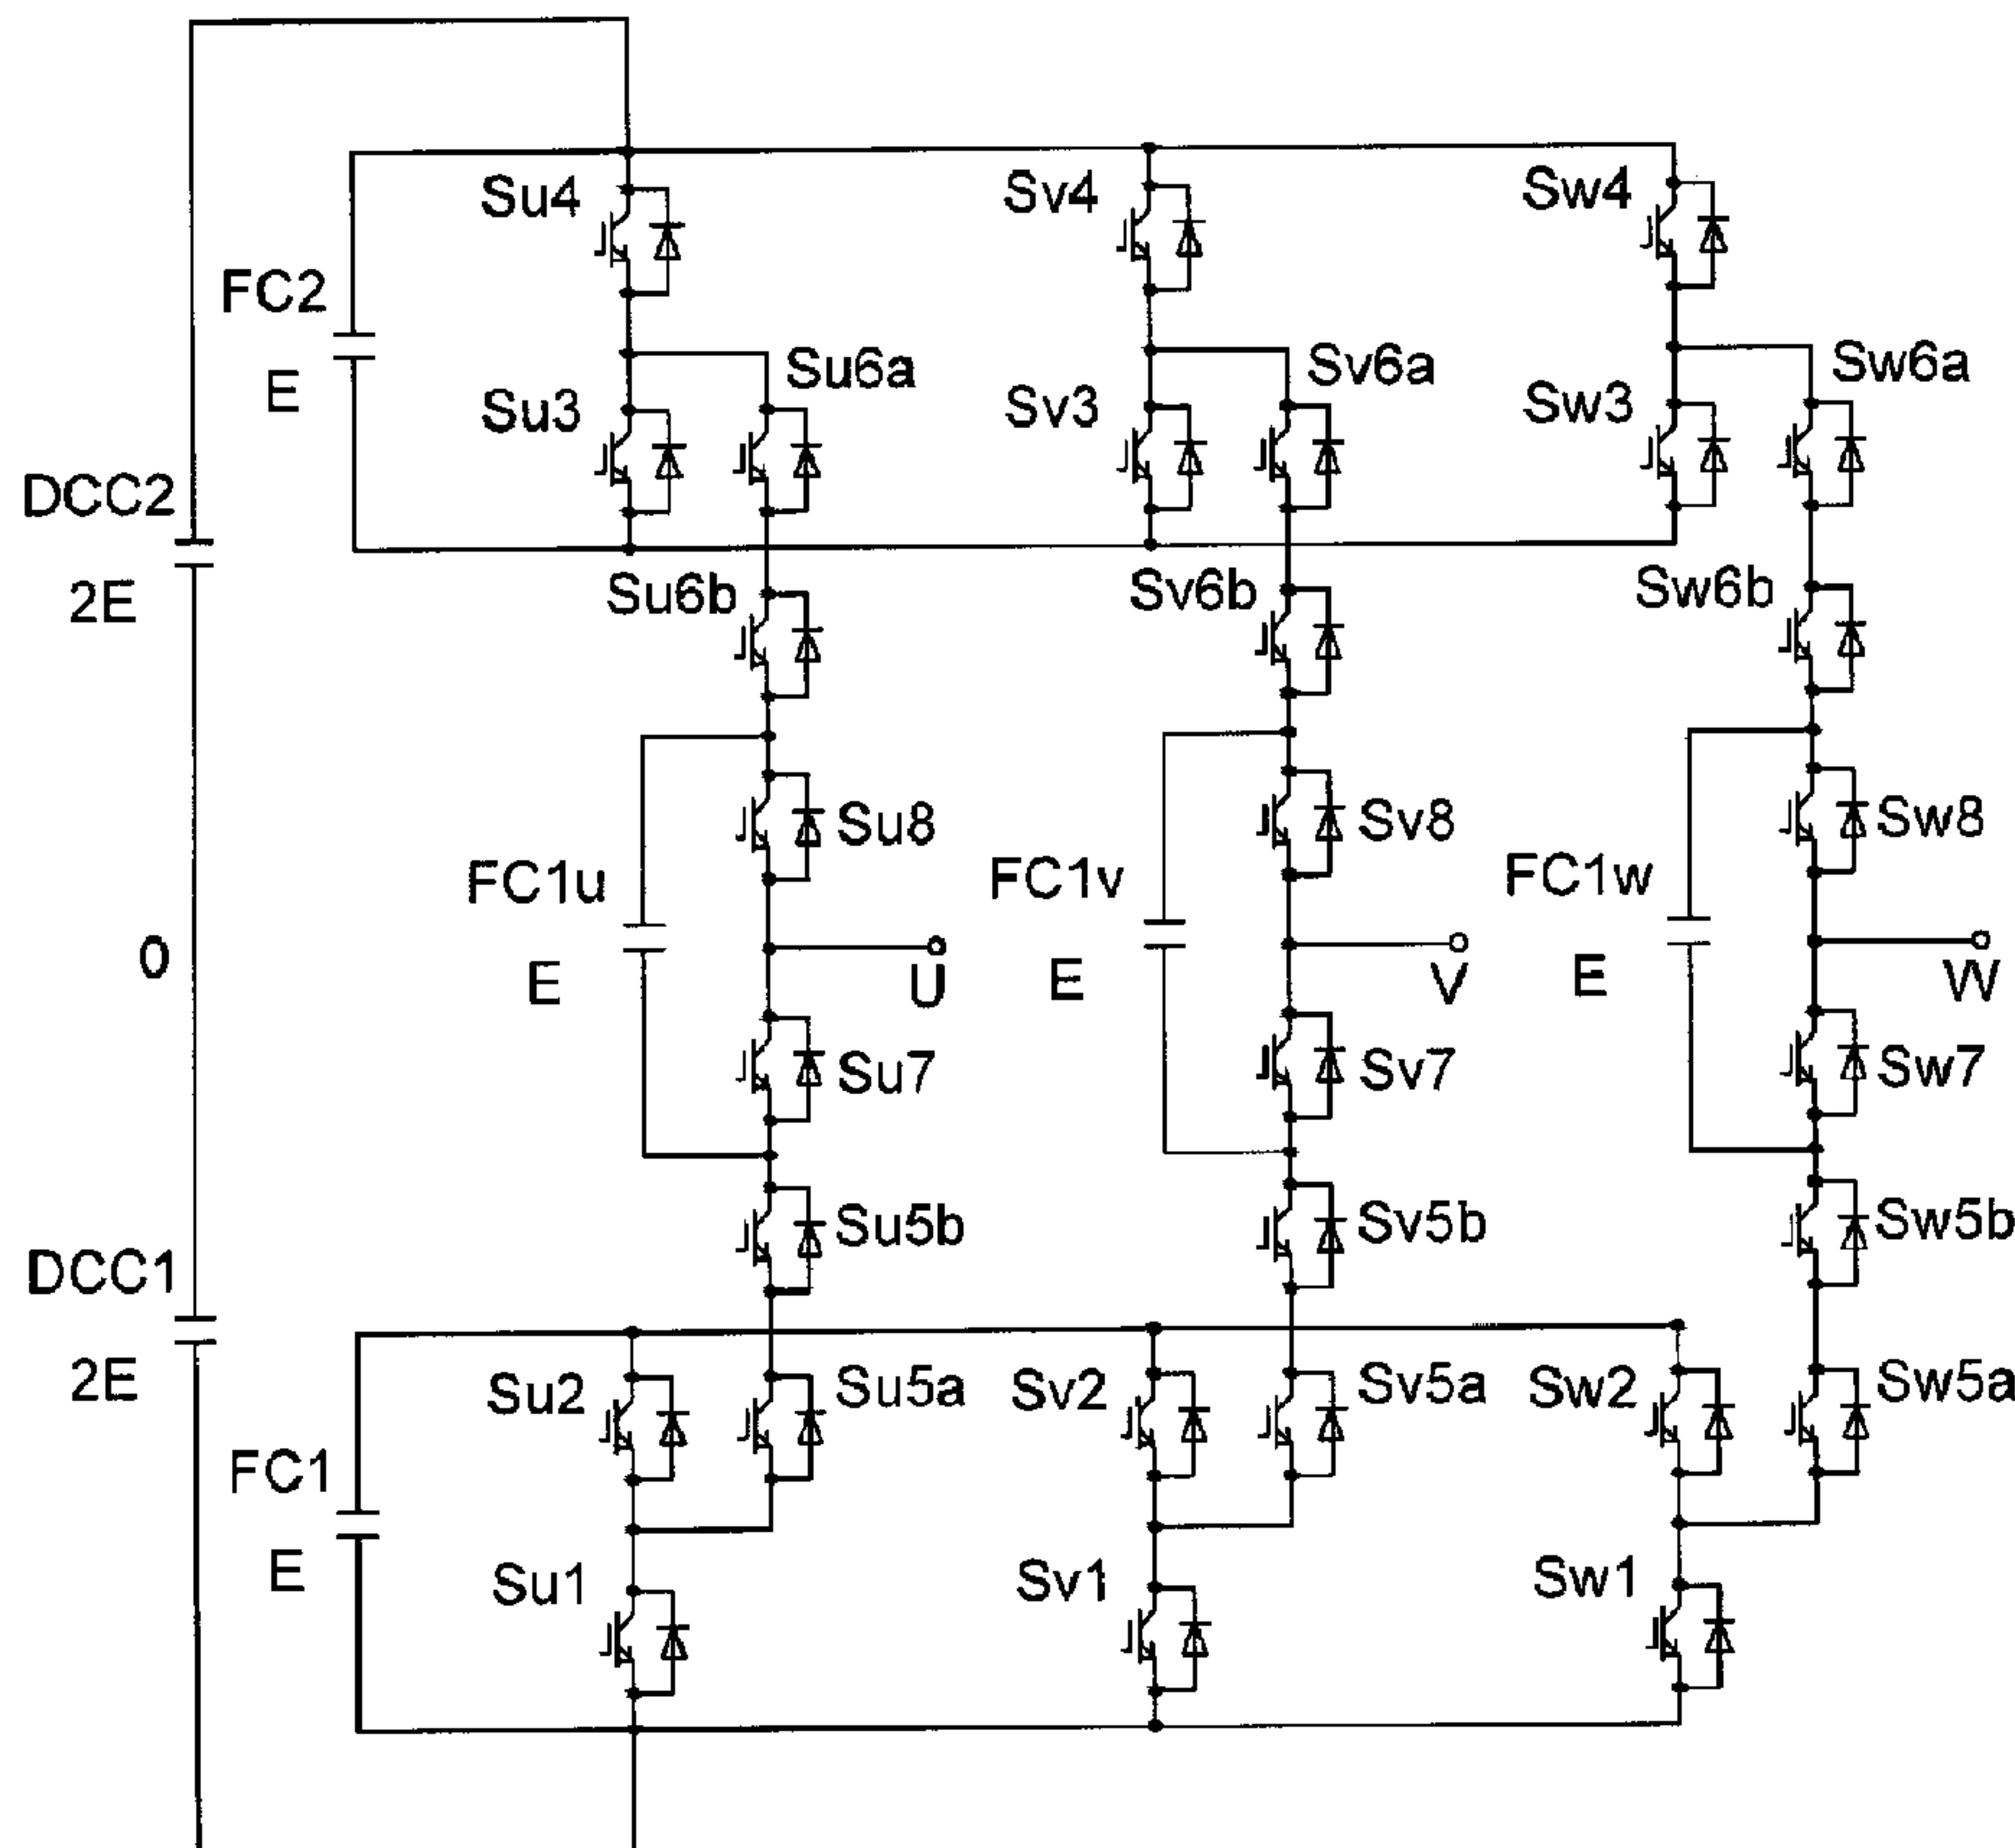 Su4
Sv4
Sw4
FC2
E
Su3
Su6a
Sv3
Sv6a
Sw3
Sw6a
DCC2
2E
Su6b
Sv6b
Sw6b
Su8
Sv8
Sw8
FC1u
E
FC1v
E
FC1w
E
0
U
V
W
Su7
Sv7
Sw7
Su5b
Sv5b
Sw5b
DCC1
2E
Su2
Su5a
Sv2
Sv5a
Sw2
Sw5a
FC1
E
Su1
Sv1
Sw1